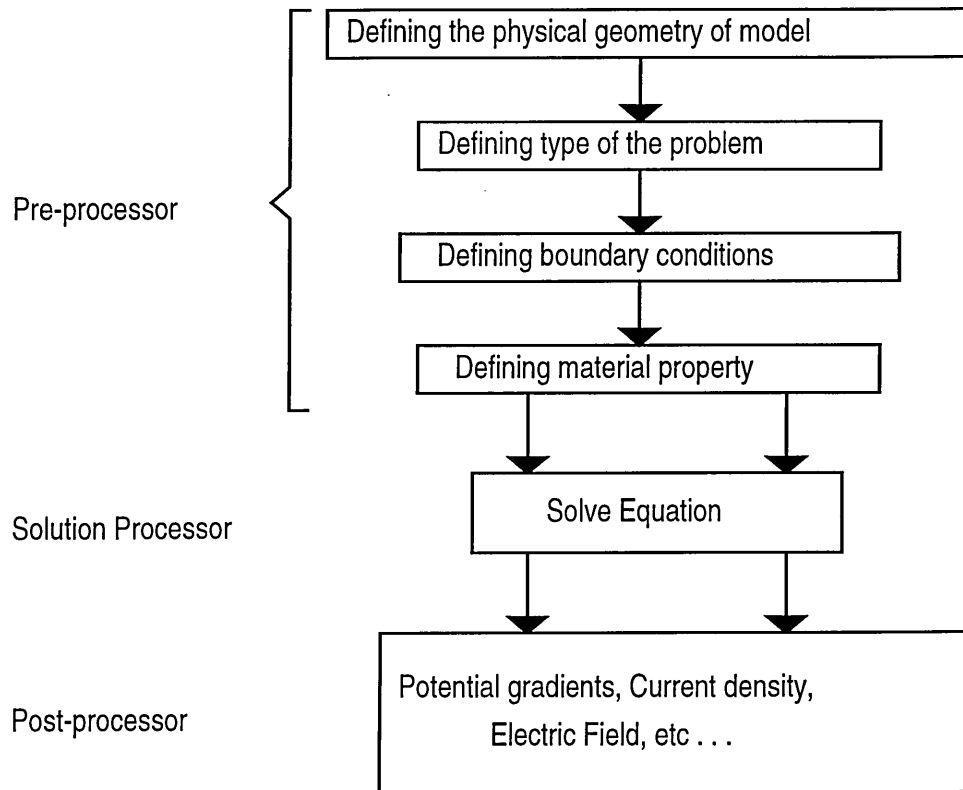 Defining the physical geometry of model
Defining type of the problem
Pre-processor
Defining boundary conditions
Defining material property
Solve Equation
Solution Processor
Potential gradients, Current density,
Electric Field, etc . . .
Post-processor